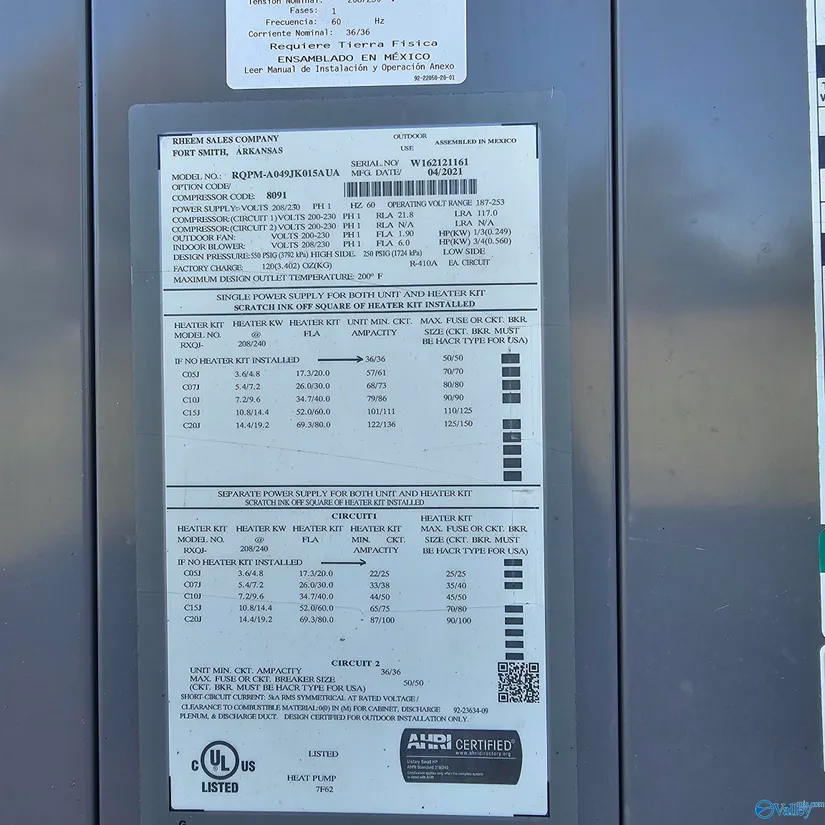 Tensión Nominal: 208/230 V
Fases: 1
Frecuencia: 60 Hz
Corriente Nominal: 36/36
Requiere Tierra Fisica
ENSAMBLADO EN MÉXICO
Leer Manual de Instalación y Operación Anexo
92-22050-20-01
RHEEM SALES COMPANY
FORT SMITH, ARKANSAS
OUTDOOR USE
ASSEMBLED IN MEXICO
SERIAL NO/ W162121161
MODEL NO.: RQPM-A049JK015AUA MFG. DATE/ 04/2021
OPTION CODE/
COMPRESSOR CODE: 8091
POWER SUPPLY: VOLTS 208/230 PH 1 HZ 60 OPERATING VOLT RANGE 187-253
COMPRESSOR:(CIRCUIT 1) VOLTS 200-230 PH 1 RLA 21.8 LRA 117.0
COMPRESSOR:(CIRCUIT 2) VOLTS 200-230 PH 1 RLA N/A LRA N/A
OUTDOOR FAN: VOLTS 200-230 PH 1 FLA 1.90 HP(KW) 1/3(0.249)
INDOOR BLOWER: VOLTS 208/230 PH 1 FLA 6.0 HP(KW) 3/4(0.560)
DESIGN PRESSURE: 550 PSIG (3792 kPa) HIGH SIDE. 250 PSIG (1724 kPa) LOW SIDE
FACTORY CHARGE: 120(3.402) OZ(KG) R-410A EA. CIRCUIT
MAXIMUM DESIGN OUTLET TEMPERATURE: 200° F
SINGLE POWER SUPPLY FOR BOTH UNIT AND HEATER KIT
SCRATCH INK OFF SQUARE OF HEATER KIT INSTALLED
HEATER KIT HEATER KW HEATER KIT UNIT MIN. CKT. MAX. FUSE OR CKT. BKR.
MODEL NO. @ FLA AMPACITY SIZE (CKT. BKR. MUST
RXQJ- 208/240 BE HACR TYPE FOR USA)
IF NO HEATER KIT INSTALLED 36/36 50/50
C05J 3.6/4.8 17.3/20.0 57/61 70/70
C07J 5.4/7.2 26.0/30.0 68/73 80/80
C10J 7.2/9.6 34.7/40.0 79/86 90/90
C15J 10.8/14.4 52.0/60.0 101/111 110/125
C20J 14.4/19.2 69.3/80.0 122/136 125/150
SEPARATE POWER SUPPLY FOR BOTH UNIT AND HEATER KIT
SCRATCH INK OFF SQUARE OF HEATER KIT INSTALLED
CIRCUIT1
HEATER KIT HEATER KW HEATER KIT HEATER KIT HEATER KIT
MODEL NO. @ FLA MIN. CKT. MAX. FUSE OR CKT. BKR.
RXQJ- 208/240 AMPACITY SIZE (CKT. BKR. MUST
BE HACR TYPE FOR USA)
IF NO HEATER KIT INSTALLED
C05J 3.6/4.8 17.3/20.0 22/25 25/25
C07J 5.4/7.2 26.0/30.0 33/38 35/40
C10J 7.2/9.6 34.7/40.0 44/50 45/50
C15J 10.8/14.4 52.0/60.0 65/75 70/80
C20J 14.4/19.2 69.3/80.0 87/100 90/100
CIRCUIT 2
UNIT MIN. CKT. AMPACITY 36/36
MAX. FUSE OR CKT. BREAKER SIZE 50/50
(CKT. BKR. MUST BE HACR TYPE FOR USA)
SHORT-CIRCUIT CURRENT: 5kA RMS SYMMETRICAL AT RATED VOLTAGE /
CLEARANCE TO COMBUSTIBLE MATERIAL:0(0) IN (M) FOR CABINET, DISCHARGE 92-23634-09
PLENUM, & DISCHARGE DUCT. DESIGN CERTIFIED FOR OUTDOOR INSTALLATION ONLY.
C UL US
LISTED
LISTED
HEAT PUMP
7F62
AHRI CERTIFIED®
www.ahridirectory.org
Unitary Small HP
AHRI Standard 210/240
Valley